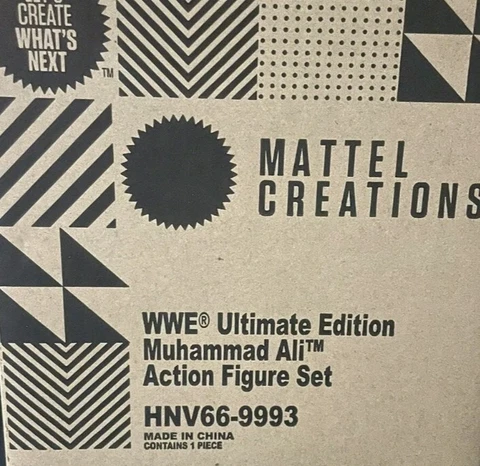 CREATE
WHAT'S
NEXT
TM
MATTEL
CREATIONS
WWE® Ultimate Edition
Muhammad Ali™
Action Figure Set
HNV66-9993
MADE IN CHINA
CONTAINS 1 PIECE